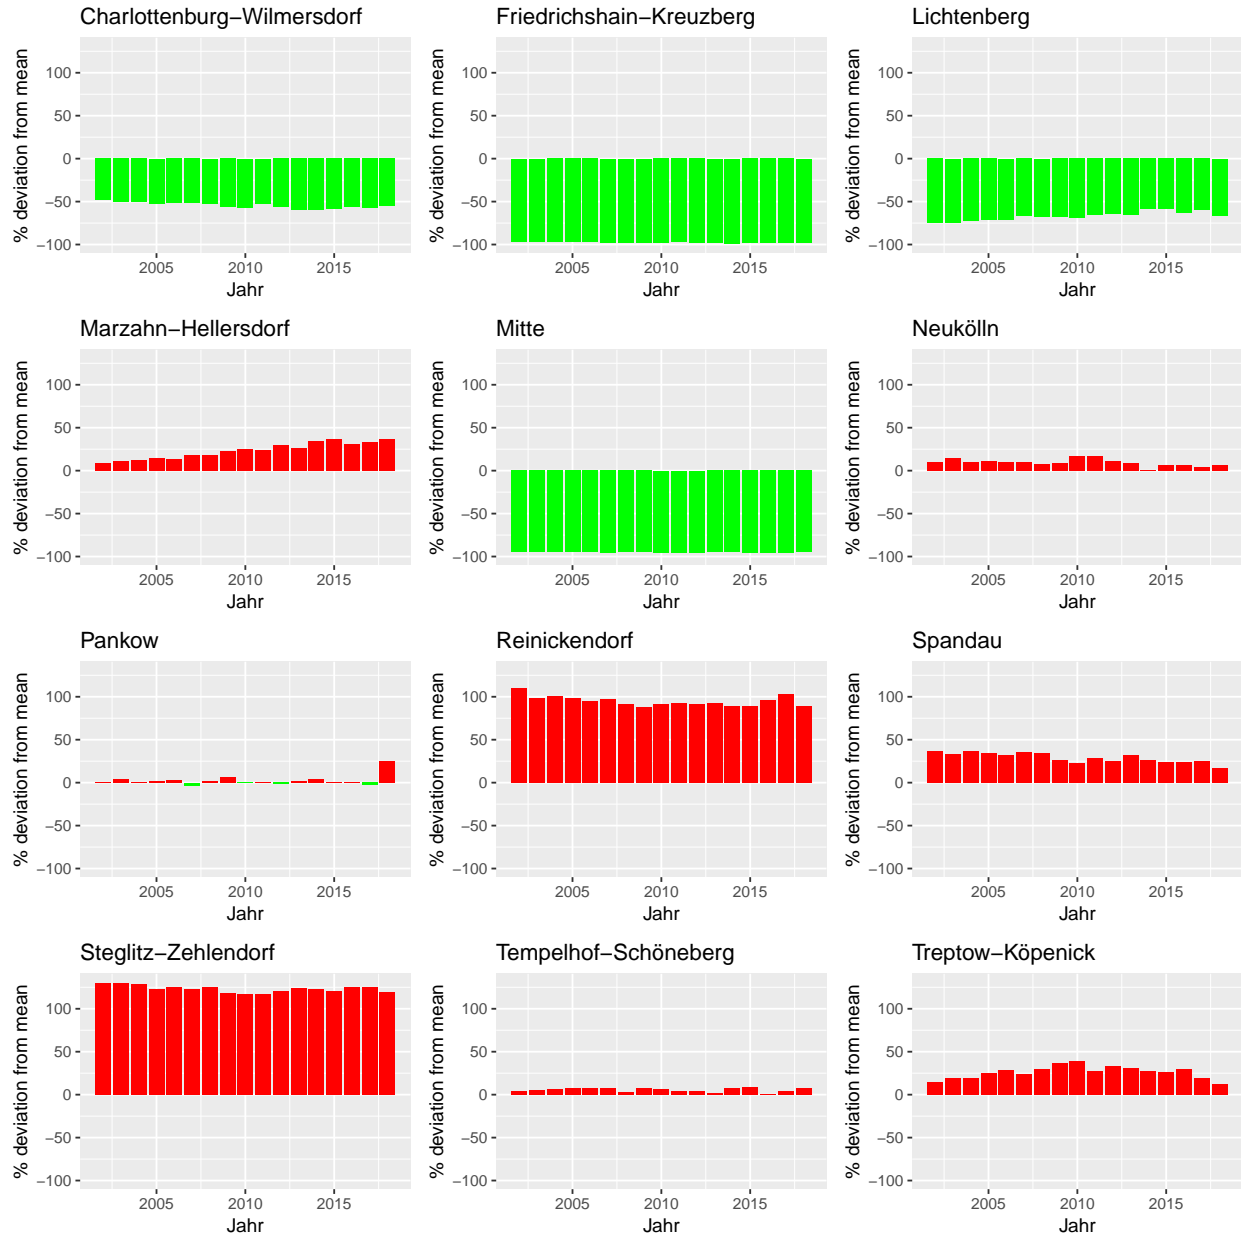 Charlottenburg−Wilmersdorf
% deviation from mean
100
50
0
−50
−100
2005 2010 2015
Jahr
Friedrichshain−Kreuzberg
% deviation from mean
100
50
0
−50
−100
2005 2010 2015
Jahr
Lichtenberg
% deviation from mean
100
50
0
−50
−100
2005 2010 2015
Jahr
Marzahn−Hellersdorf
% deviation from mean
100
50
0
−50
−100
2005 2010 2015
Jahr
Mitte
% deviation from mean
100
50
0
−50
−100
2005 2010 2015
Jahr
Neukölln
% deviation from mean
100
50
0
−50
−100
2005 2010 2015
Jahr
Pankow
% deviation from mean
100
50
0
−50
−100
2005 2010 2015
Jahr
Reinickendorf
% deviation from mean
100
50
0
−50
−100
2005 2010 2015
Jahr
Spandau
% deviation from mean
100
50
0
−50
−100
2005 2010 2015
Jahr
Steglitz−Zehlendorf
% deviation from mean
100
50
0
−50
−100
2005 2010 2015
Jahr
Tempelhof−Schöneberg
% deviation from mean
100
50
0
−50
−100
2005 2010 2015
Jahr
Treptow−Köpenick
% deviation from mean
100
50
0
−50
−100
2005 2010 2015
Jahr